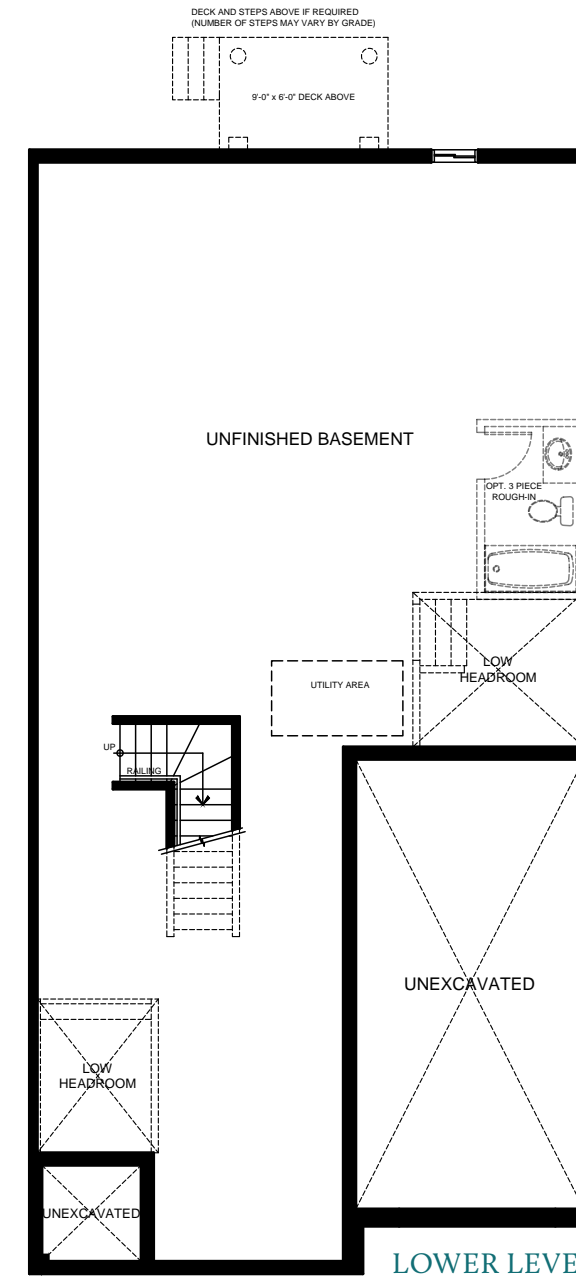 DECK AND STEPS ABOVE IF REQUIRED
(NUMBER OF STEPS MAY VARY BY GRADE)
9'-0" x 6'-0" DECK ABOVE
UNFINISHED BASEMENT
OPT. 3 PIECE
ROUGH-IN
LOW
HEADROOM
UTILITY AREA
UP
RAILING
UNEXCAVATED
LOW
HEADROOM
UNEXCAVATED
LOWER LEVE